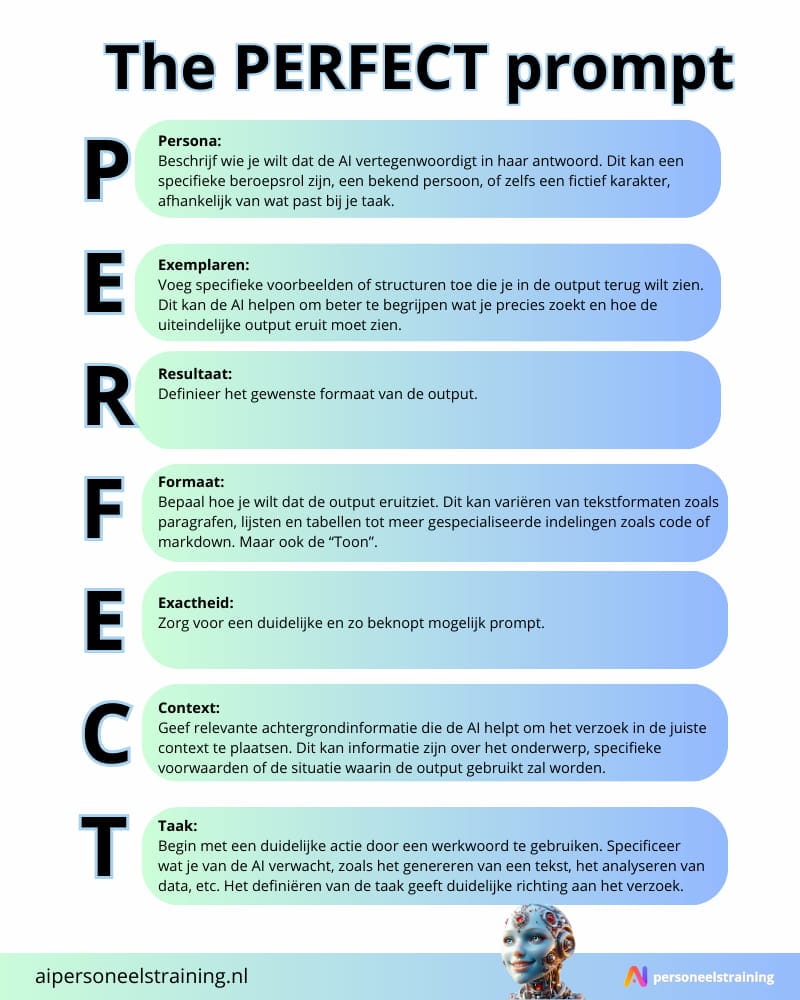 The PERFECT prompt
P
Persona:
Beschrijf wie je wilt dat de AI vertegenwoordigt in haar antwoord. Dit kan een
specifieke beroepsrol zijn, een bekend persoon, of zelfs een fictief karakter,
afhankelijk van wat past bij je taak.
E
Exemplaren:
Voeg specifieke voorbeelden of structuren toe die je in de output terug wilt zien.
Dit kan de AI helpen om beter te begrijpen wat je precies zoekt en hoe de
uiteindelijke output eruit moet zien.
R
Resultaat:
Definieer het gewenste formaat van de output.
F
Formaat:
Bepaal hoe je wilt dat de output eruitziet. Dit kan variëren van tekstformaten zoals
paragrafen, lijsten en tabellen tot meer gespecialiseerde indelingen zoals code of
markdown. Maar ook de “Toon”.
E
Exactheid:
Zorg voor een duidelijke en zo beknopt mogelijk prompt.
C
Context:
Geef relevante achtergrondinformatie die de AI helpt om het verzoek in de juiste
context te plaatsen. Dit kan informatie zijn over het onderwerp, specifieke
voorwaarden of de situatie waarin de output gebruikt zal worden.
T
Taak:
Begin met een duidelijke actie door een werkwoord te gebruiken. Specificeer
wat je van de AI verwacht, zoals het genereren van een tekst, het analyseren van
data, etc. Het definiëren van de taak geeft duidelijke richting aan het verzoek.
aipersoneelstraining.nl
AI personeelstraining